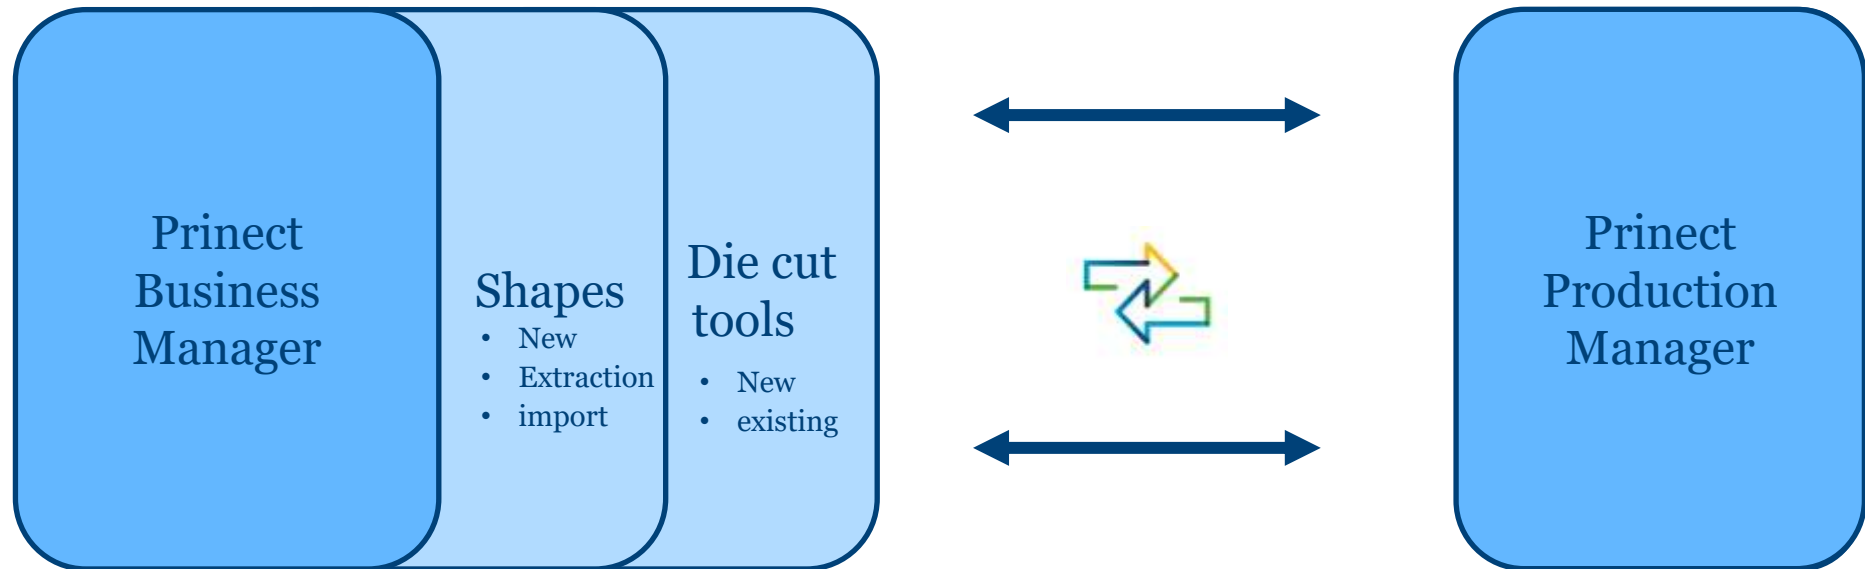 Prinect
Business
Manager
Shapes
• New
• Extraction
• import
Die cut
tools
• New
• existing
Prinect
Production
Manager